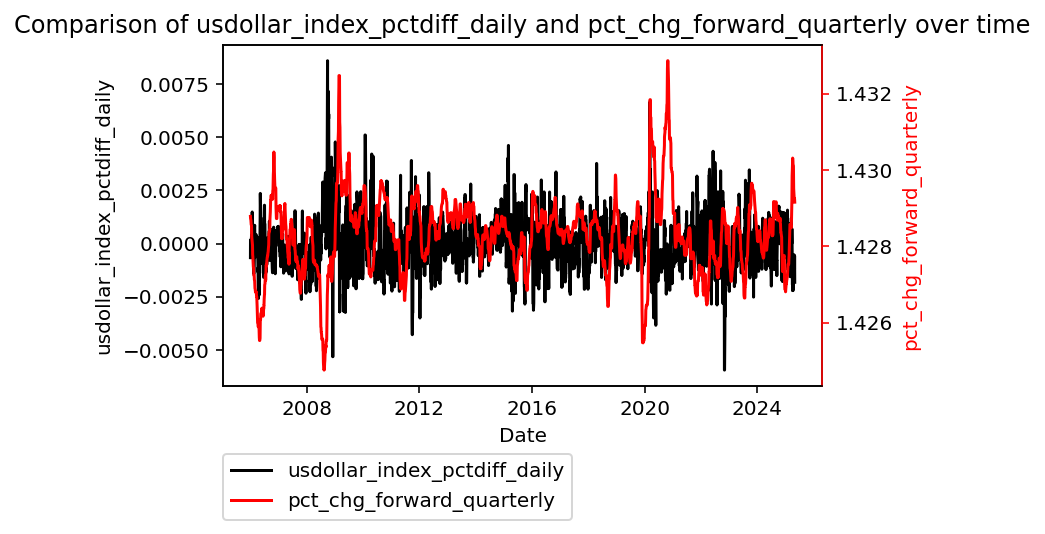 Comparison of usdollar_index_pctdiff_daily and pct_chg_forward_quarterly over time
usdollar_index_pctdiff_daily
0.0075
0.0050
0.0025
0.0000
−0.0025
−0.0050
1.432
1.430
1.428
1.426
pct_chg_forward_quarterly
2008 2012 2016 2020 2024
Date
usdollar_index_pctdiff_daily
pct_chg_forward_quarterly